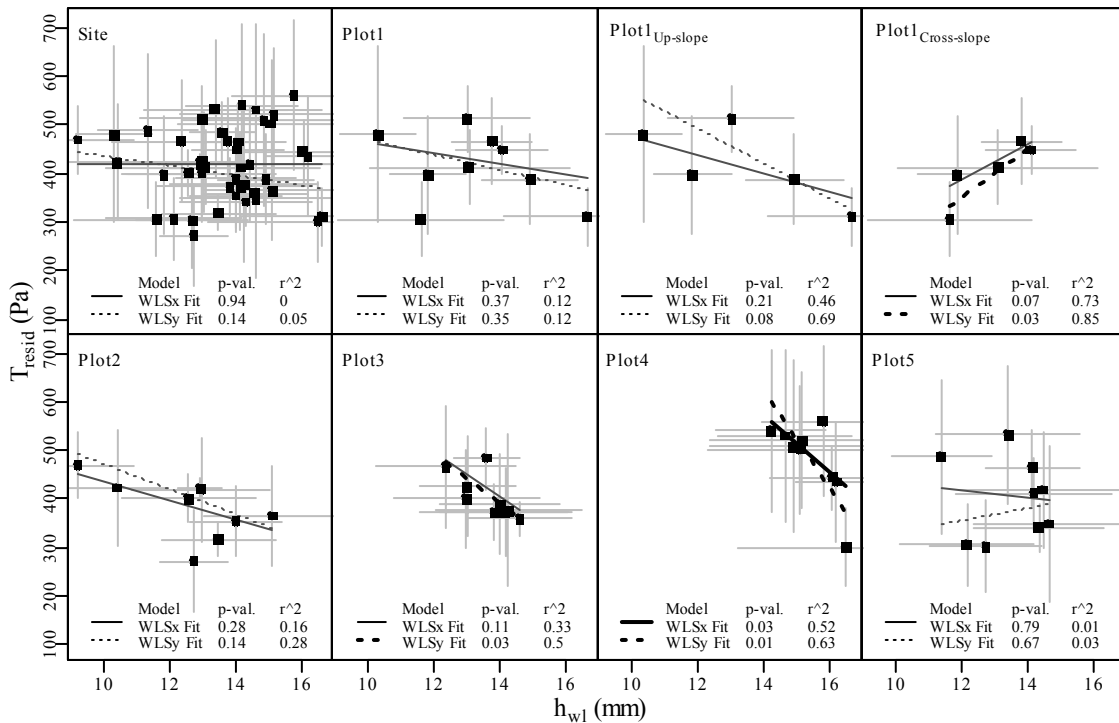 T_resid (Pa)
700
600
500
400
300
200
100
Site
Model p-val. r^2
WLSx Fit 0.94 0
WLSy Fit 0.14 0.05
Plot1
Model p-val. r^2
WLSx Fit 0.37 0.12
WLSy Fit 0.35 0.12
Plot1Up-slope
Model p-val. r^2
WLSx Fit 0.21 0.46
WLSy Fit 0.08 0.69
Plot1Cross-slope
Model p-val. r^2
WLSx Fit 0.07 0.73
WLSy Fit 0.03 0.85
700
600
500
400
300
200
100
Plot2
Model p-val. r^2
WLSx Fit 0.28 0.16
WLSy Fit 0.14 0.28
Plot3
Model p-val. r^2
WLSx Fit 0.11 0.33
WLSy Fit 0.03 0.5
Plot4
Model p-val. r^2
WLSx Fit 0.03 0.52
WLSy Fit 0.01 0.63
Plot5
Model p-val. r^2
WLSx Fit 0.79 0.01
WLSy Fit 0.67 0.03
10 12 14 16 10 12 14 16 10 12 14 16 10 12 14 16
h_wl (mm)